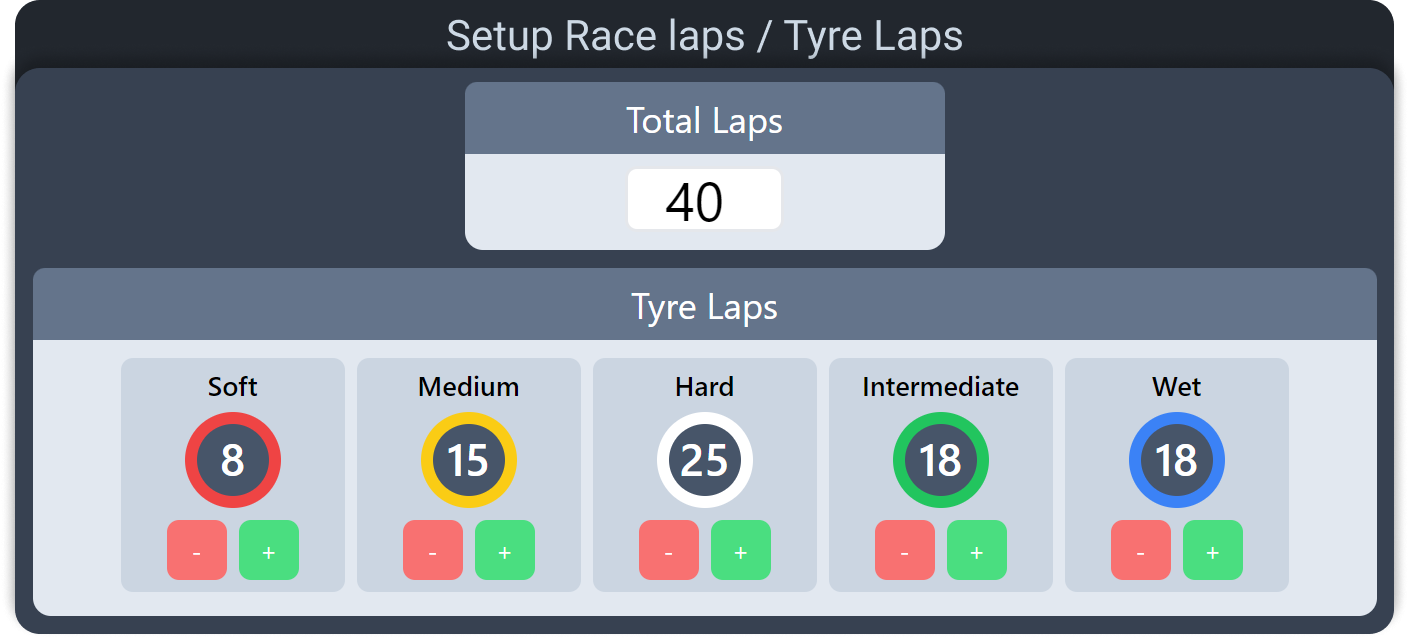 Setup Race laps / Tyre Laps
Total Laps
40
Tyre Laps
Soft Medium Hard Intermediate Wet
8 15 25 18 18
- + - + - + - + - +